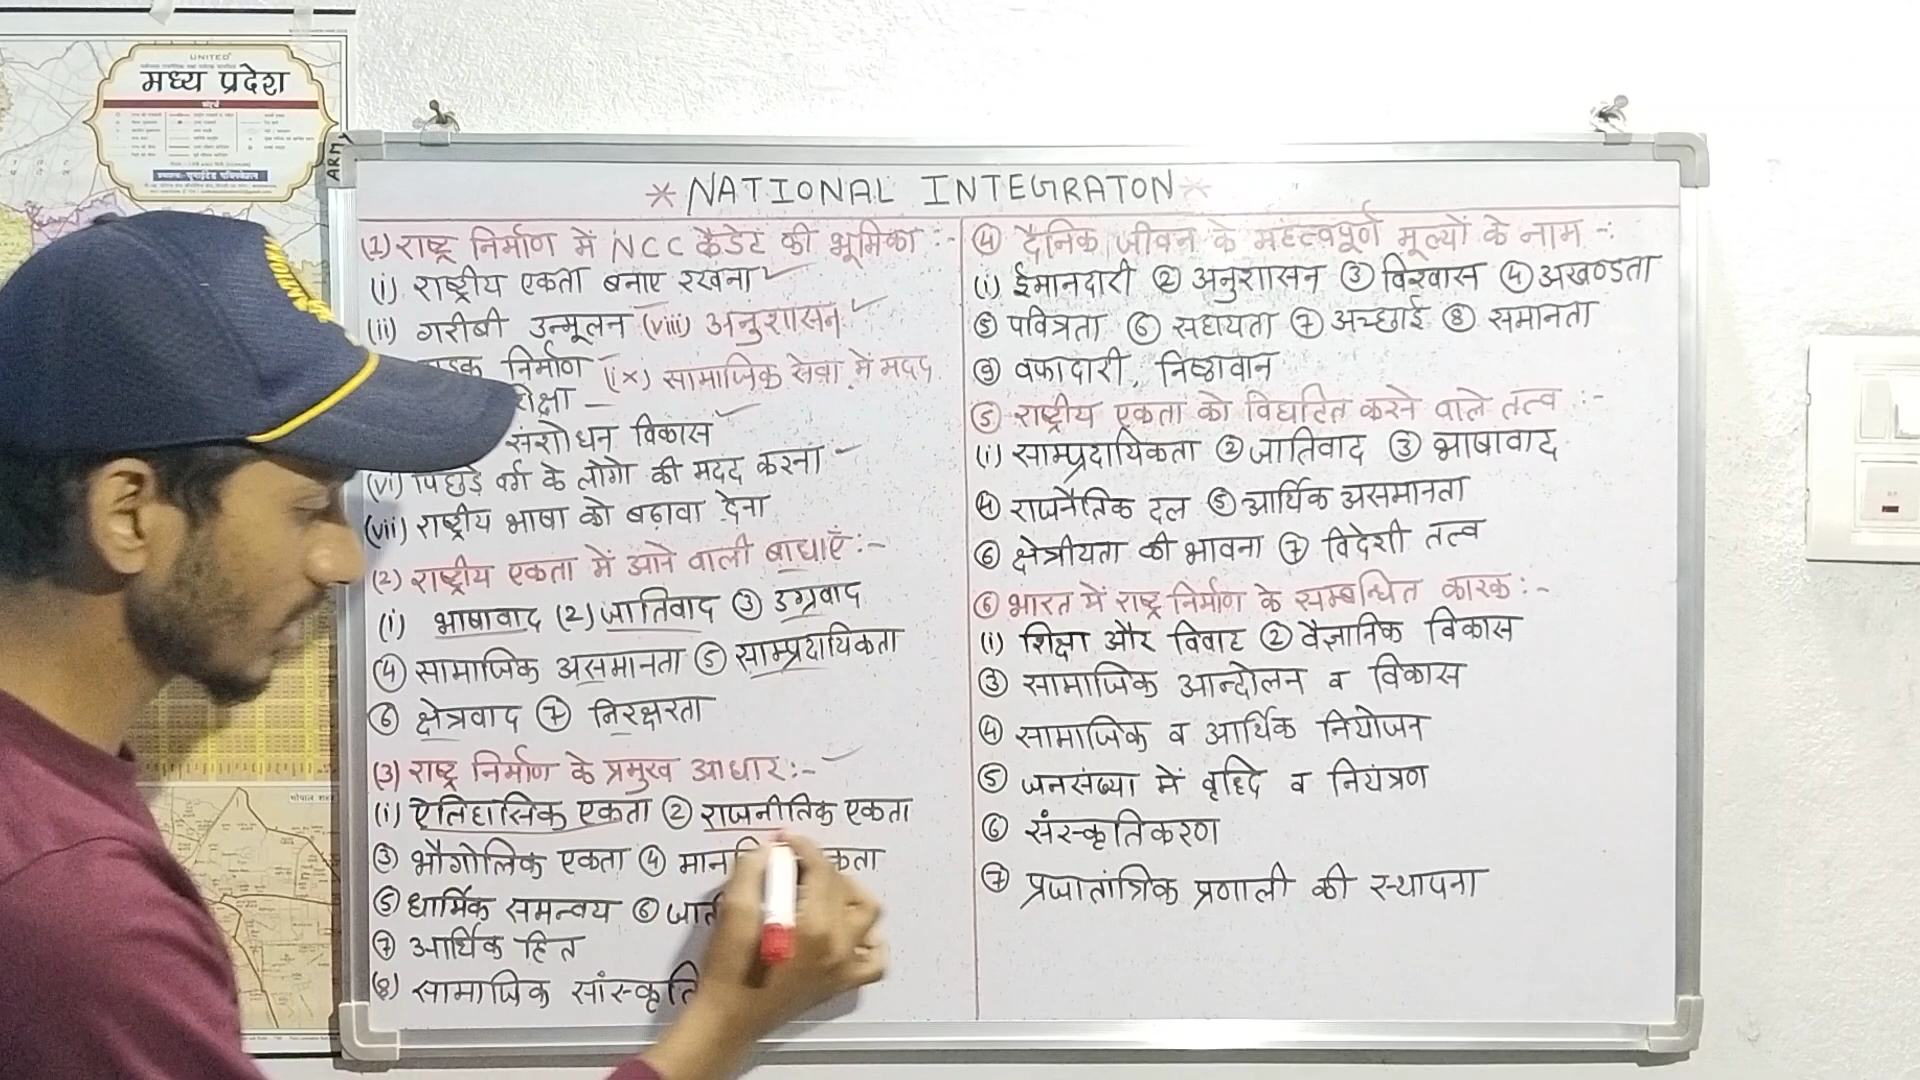 UNITED
मध्य प्रदेश
संदर्भ
भोपाल शहर
ARMY
* NATIONAL INTEGRATON *
(1) राष्ट्र निर्माण में NCC कैडेट की भूमिका :-
(i) राष्ट्रीय एकता बनाए रखना
(ii) गरीबी उन्मूलन (viii) अनुशासन
निर्माण (ix) सामाजिक सेवा में मदद
संशोधन विकास
(vi) पिछड़े वर्ग के लोगो की मदद करना
(vii) राष्ट्रीय भाषा को बढ़ावा देना
(2) राष्ट्रीय एकता में आने वाली बाधाएँ :-
(i) भाषावाद (2) जातिवाद ③ उग्रवाद
④ सामाजिक असमानता ⑤ साम्प्रदायिकता
⑥ क्षेत्रवाद ⑦ निरक्षरता
(3) राष्ट्र निर्माण के प्रमुख आधार :-
(i) ऐतिहासिक एकता ② राजनीतिक एकता
③ भौगोलिक एकता ④
⑤ धार्मिक समन्वय ⑥
⑦ आर्थिक हित
(8) सामाजिक
④ दैनिक जीवन के महत्वपूर्ण मूल्यों के नाम -:
(i) ईमानदारी ② अनुशासन ③ विश्वास ④ अखण्डता
⑤ पवित्रता ⑥ सहायता ⑦ अच्छाई ⑧ समानता
⑨ वफादारी, निष्ठावान
⑤ राष्ट्रीय एकता को विघटित करने वाले तत्व :-
(i) साम्प्रदायिकता ② जातिवाद ③ भाषावाद
④ राजनैतिक दल ⑤ आर्थिक असमानता
⑥ क्षेत्रीयता की भावना ⑦ विदेशी तत्व
⑥ भारत में राष्ट्र निर्माण के सम्बन्धित कारक :-
(i) शिक्षा और विवाह ② वैज्ञानिक विकास
③ सामाजिक आन्दोलन व विकास
④ सामाजिक व आर्थिक नियोजन
⑤ जनसंख्या में वृद्दि व नियंत्रण
⑥ संस्कृतिकरण
⑦ प्रजातांत्रिक प्रणाली की स्थापना